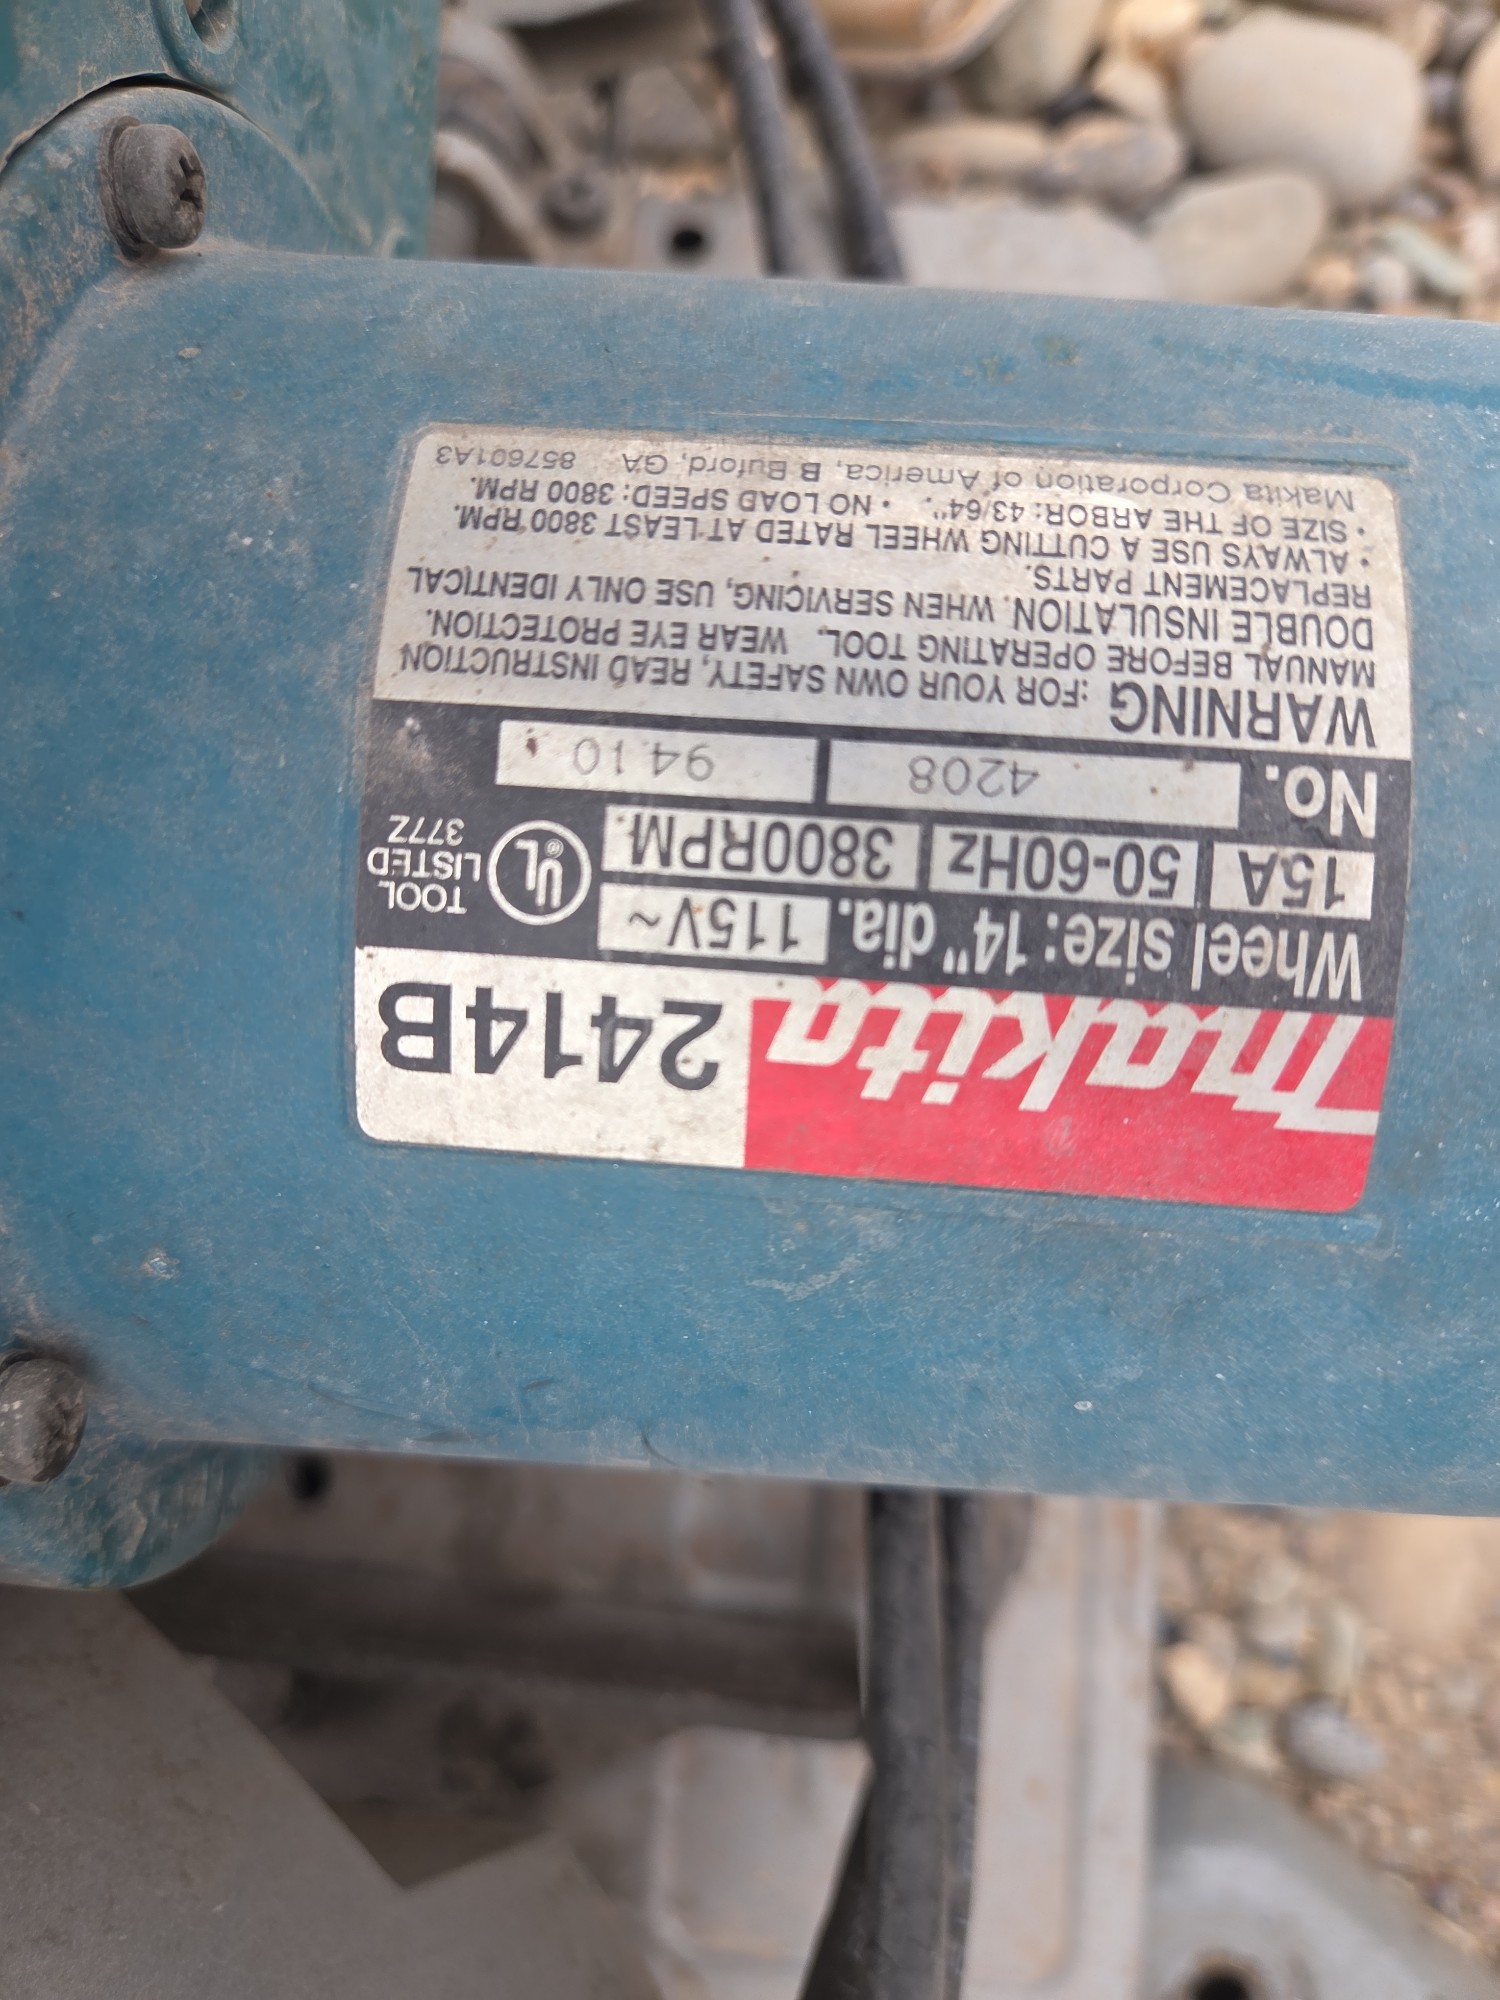 makita 2414B
Wheel size: 14" dia. 115V~
15A 50-60Hz 3800RPM.
TOOL
LISTED
377Z
UL ®
No. 4208 9410
WARNING :FOR YOUR OWN SAFETY, READ INSTRUCTION
MANUAL BEFORE OPERATING TOOL. WEAR EYE PROTECTION.
DOUBLE INSULATION. WHEN SERVICING, USE ONLY IDENTICAL
REPLACEMENT PARTS.
• ALWAYS USE A CUTTING WHEEL RATED AT LEAST 3800 RPM.
• SIZE OF THE ARBOR: 43/64". • NO LOAD SPEED: 3800 RPM.
Makita Corporation of America, B Buford, GA 857601A3